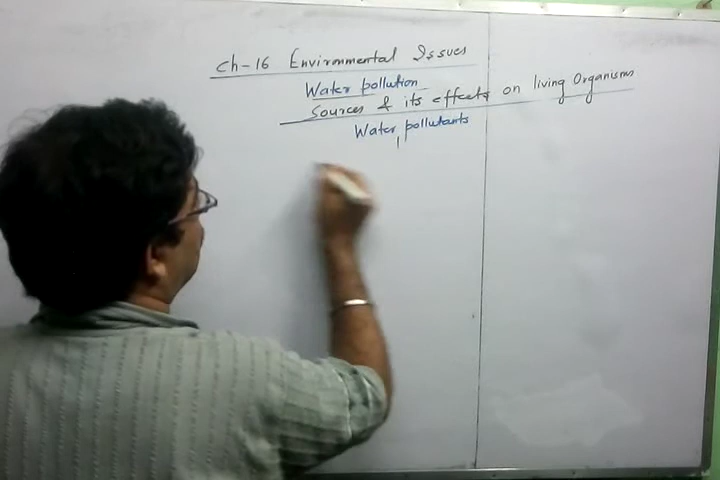 Ch-16 Environmental Issues
Water pollution
Sources & its effects on living Organisms
Water pollutants